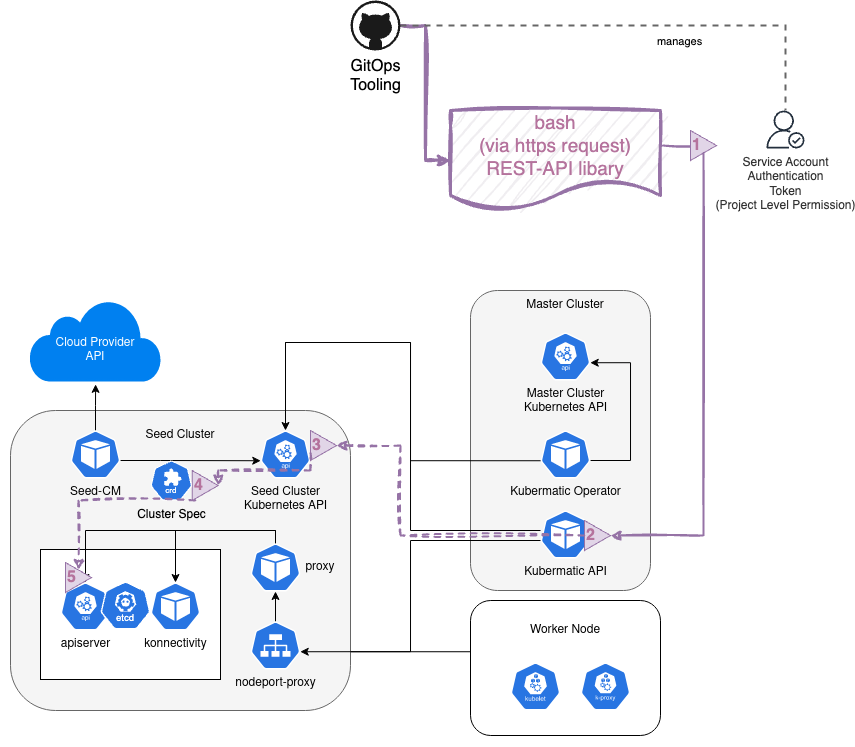 GitOps
Tooling
manages
bash
(via https request)
REST-API libary
1
Service Account
Authentication
Token
(Project Level Permission)
Master Cluster
api
Master Cluster
Kubernetes API
Kubermatic Operator
2
Kubermatic API
Cloud Provider
API
Seed Cluster
Seed-CM
api
3
Seed Cluster
Kubernetes API
crd
4
Cluster Spec
5
api
apiserver
etcd
konnectivity
proxy
nodeport-proxy
Worker Node
kubelet
k-proxy